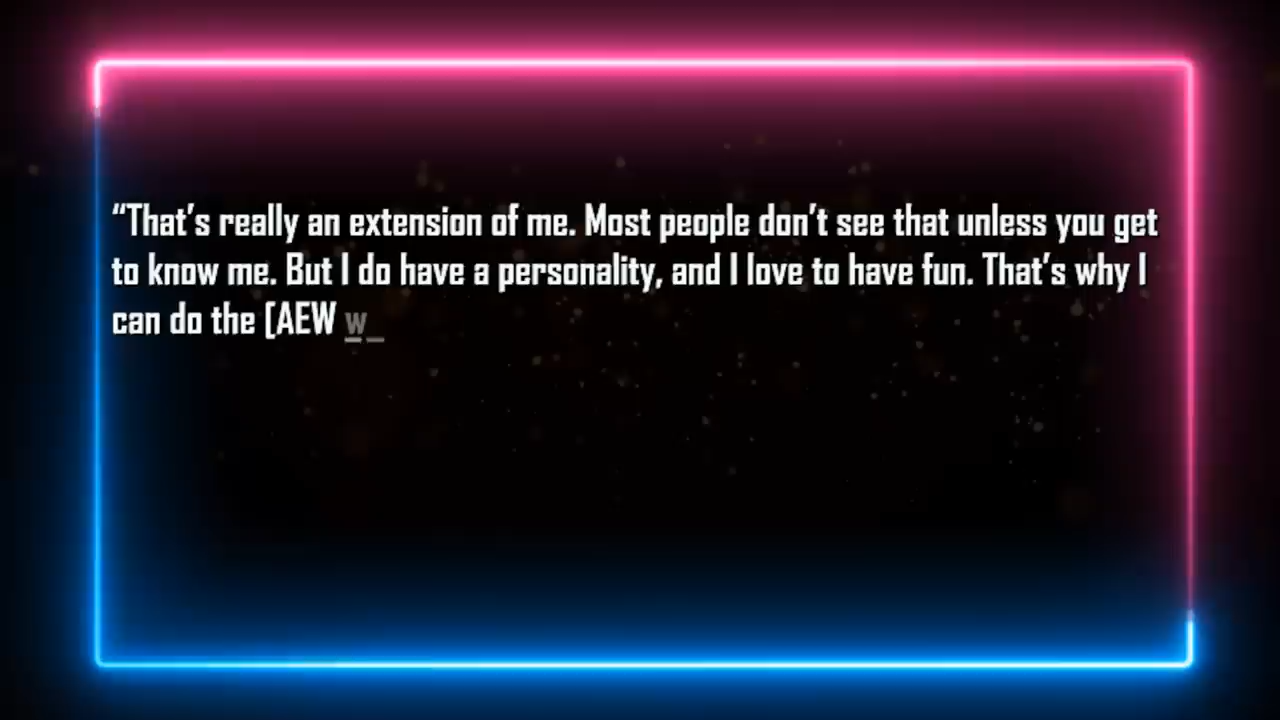 “That’s really an extension of me. Most people don’t see that unless you get
to know me. But I do have a personality, and I love to have fun. That’s why I
can do the [AEW w_